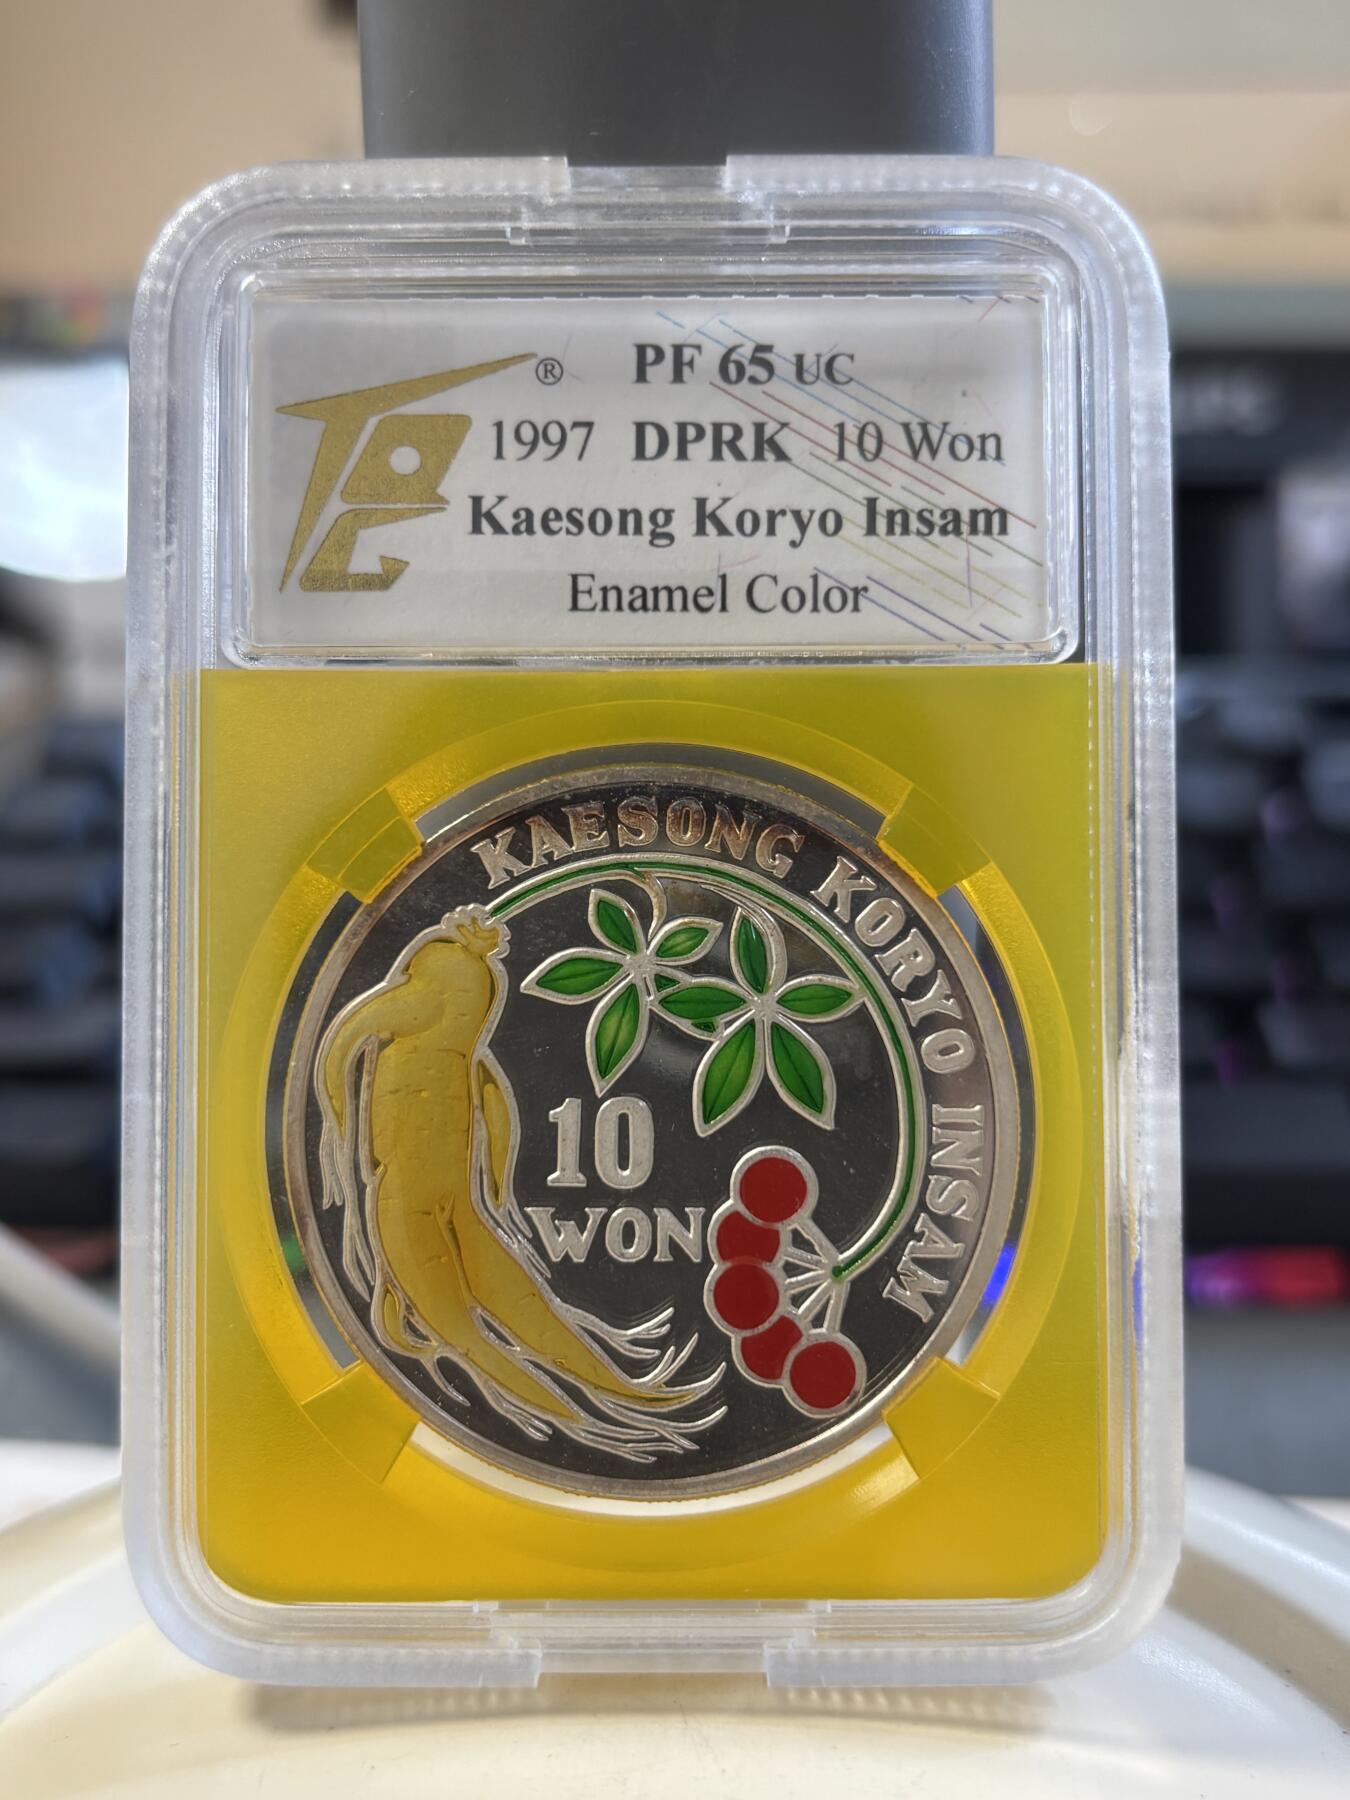 ® PF 65 UC
1997 DPRK 10 Won
Kaesong Koryo Insam
Enamel Color
KAESONG KORYO INSAM
10
WON